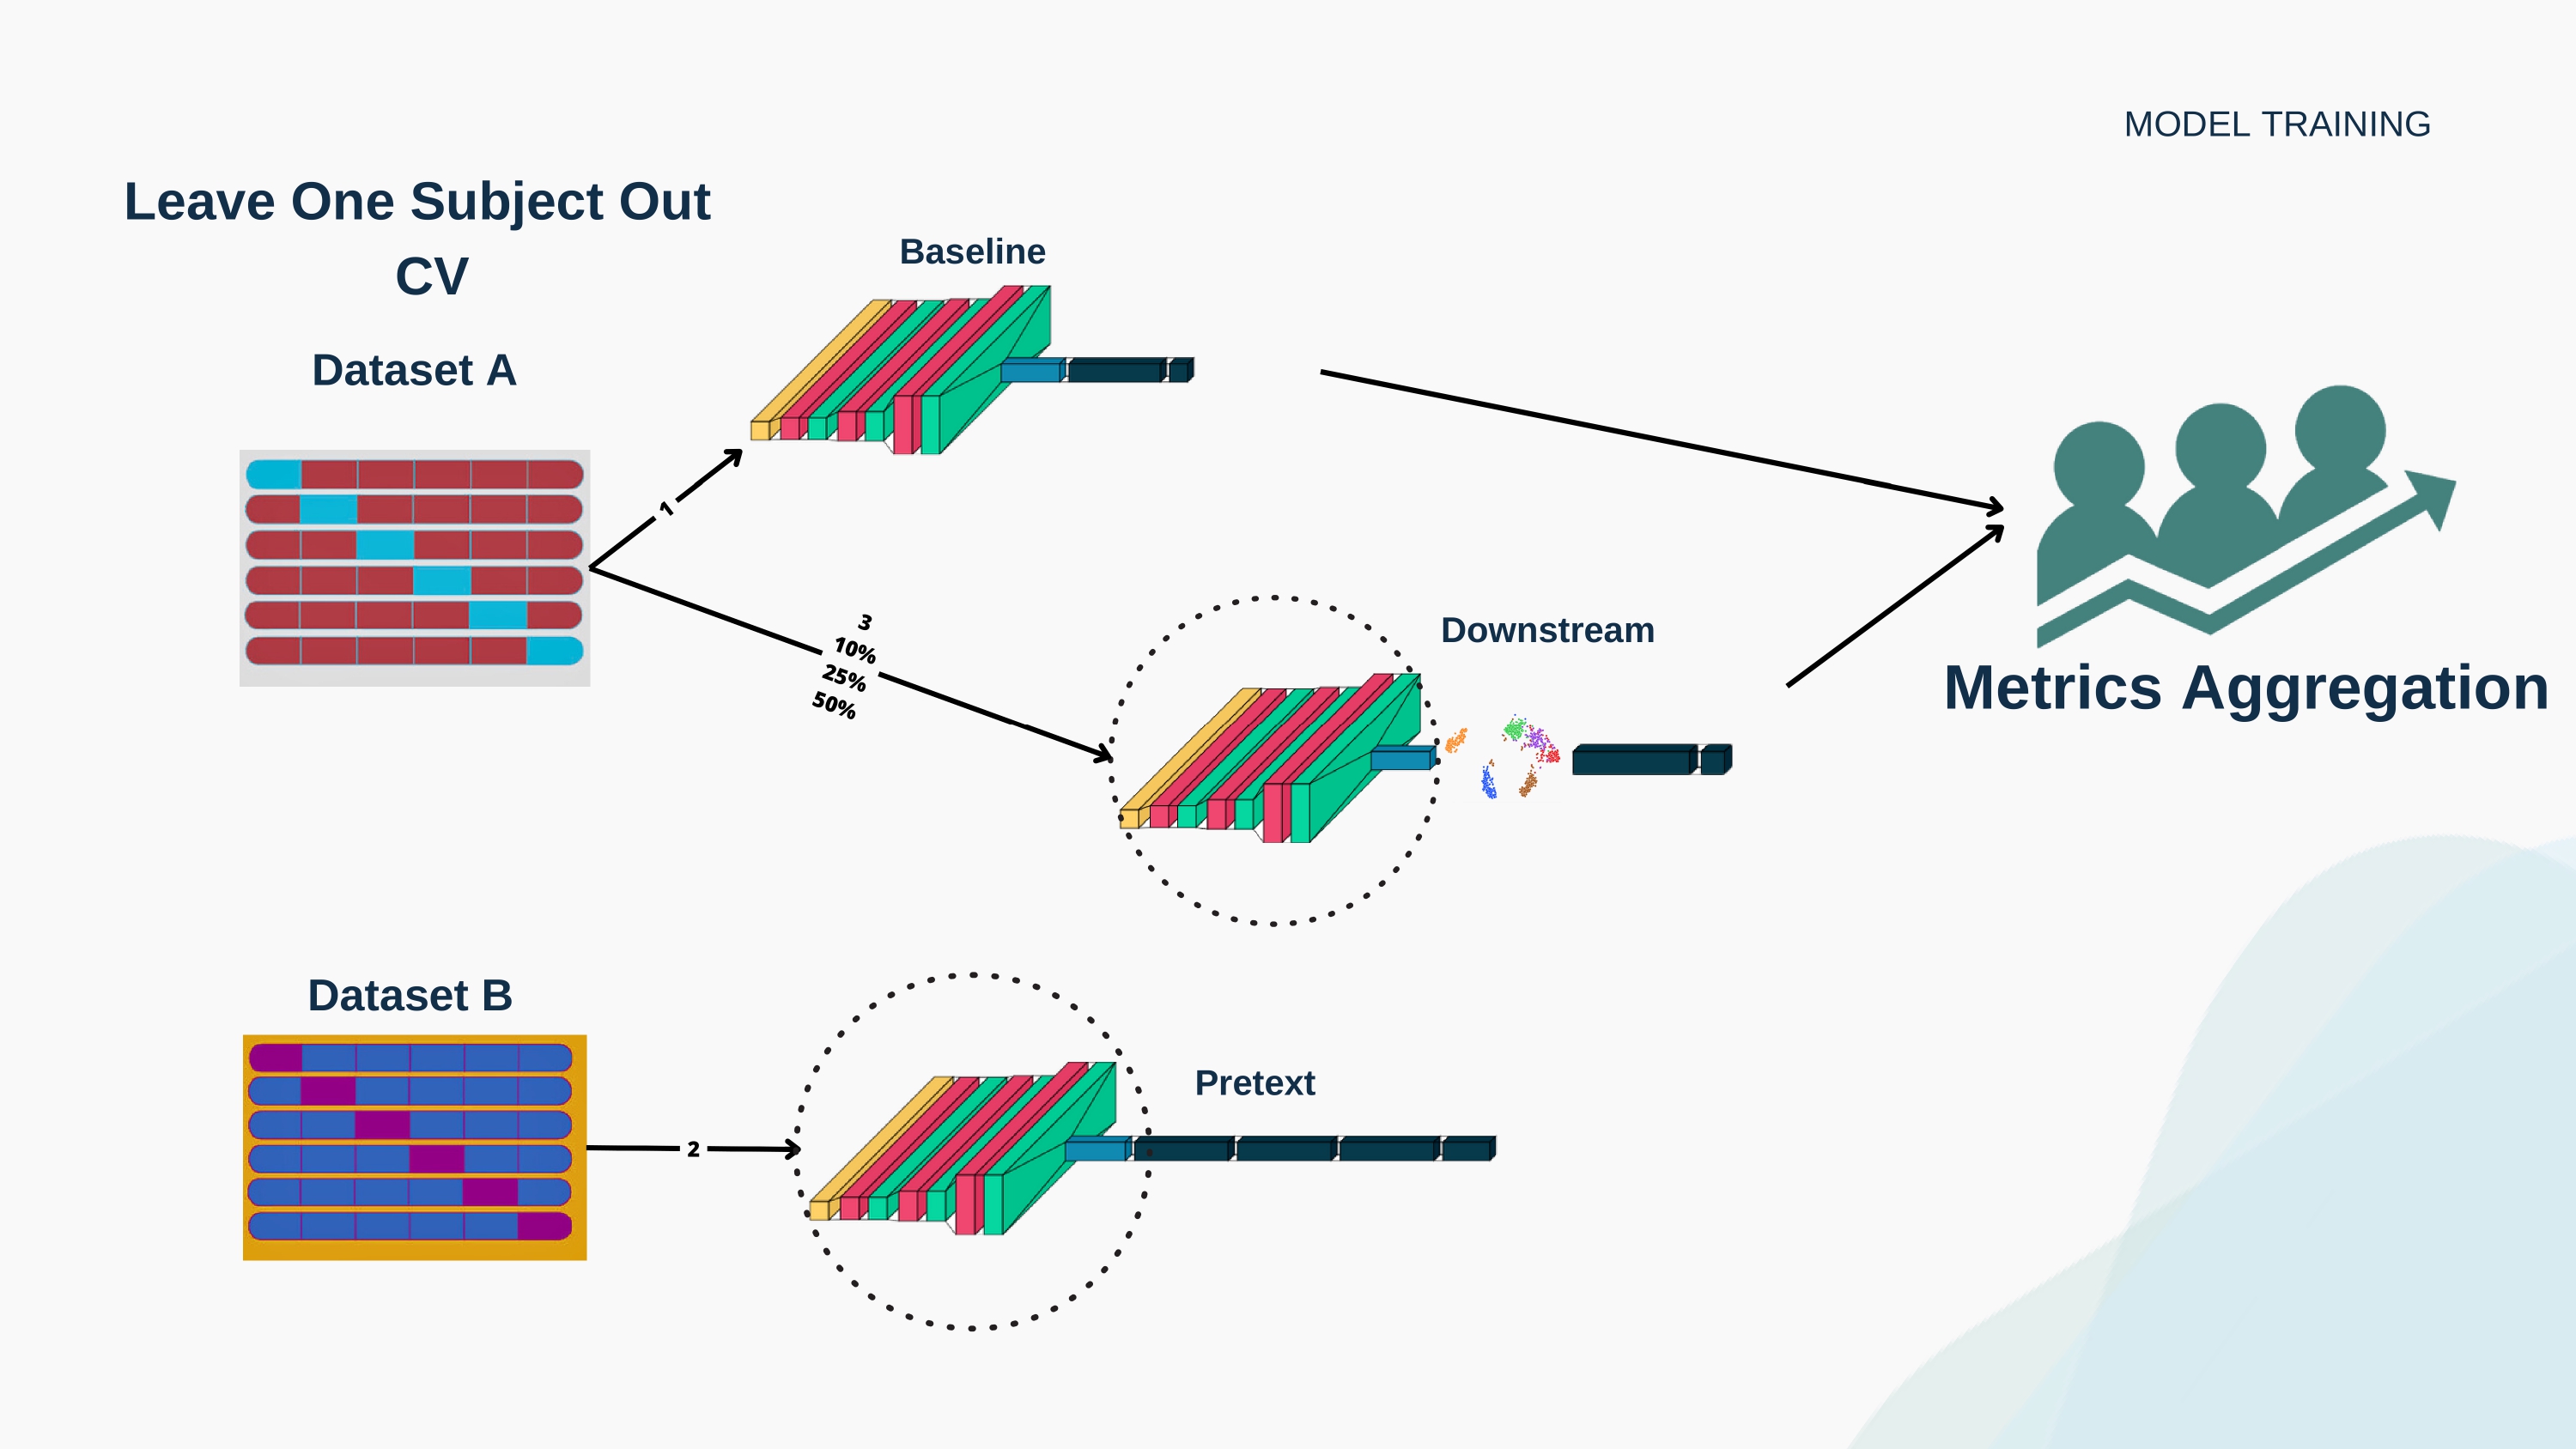 MODEL TRAINING
Leave One Subject Out
CV
Baseline
Dataset A
1
3
10%
25%
50%
Downstream
Metrics Aggregation
Dataset B
Pretext
2